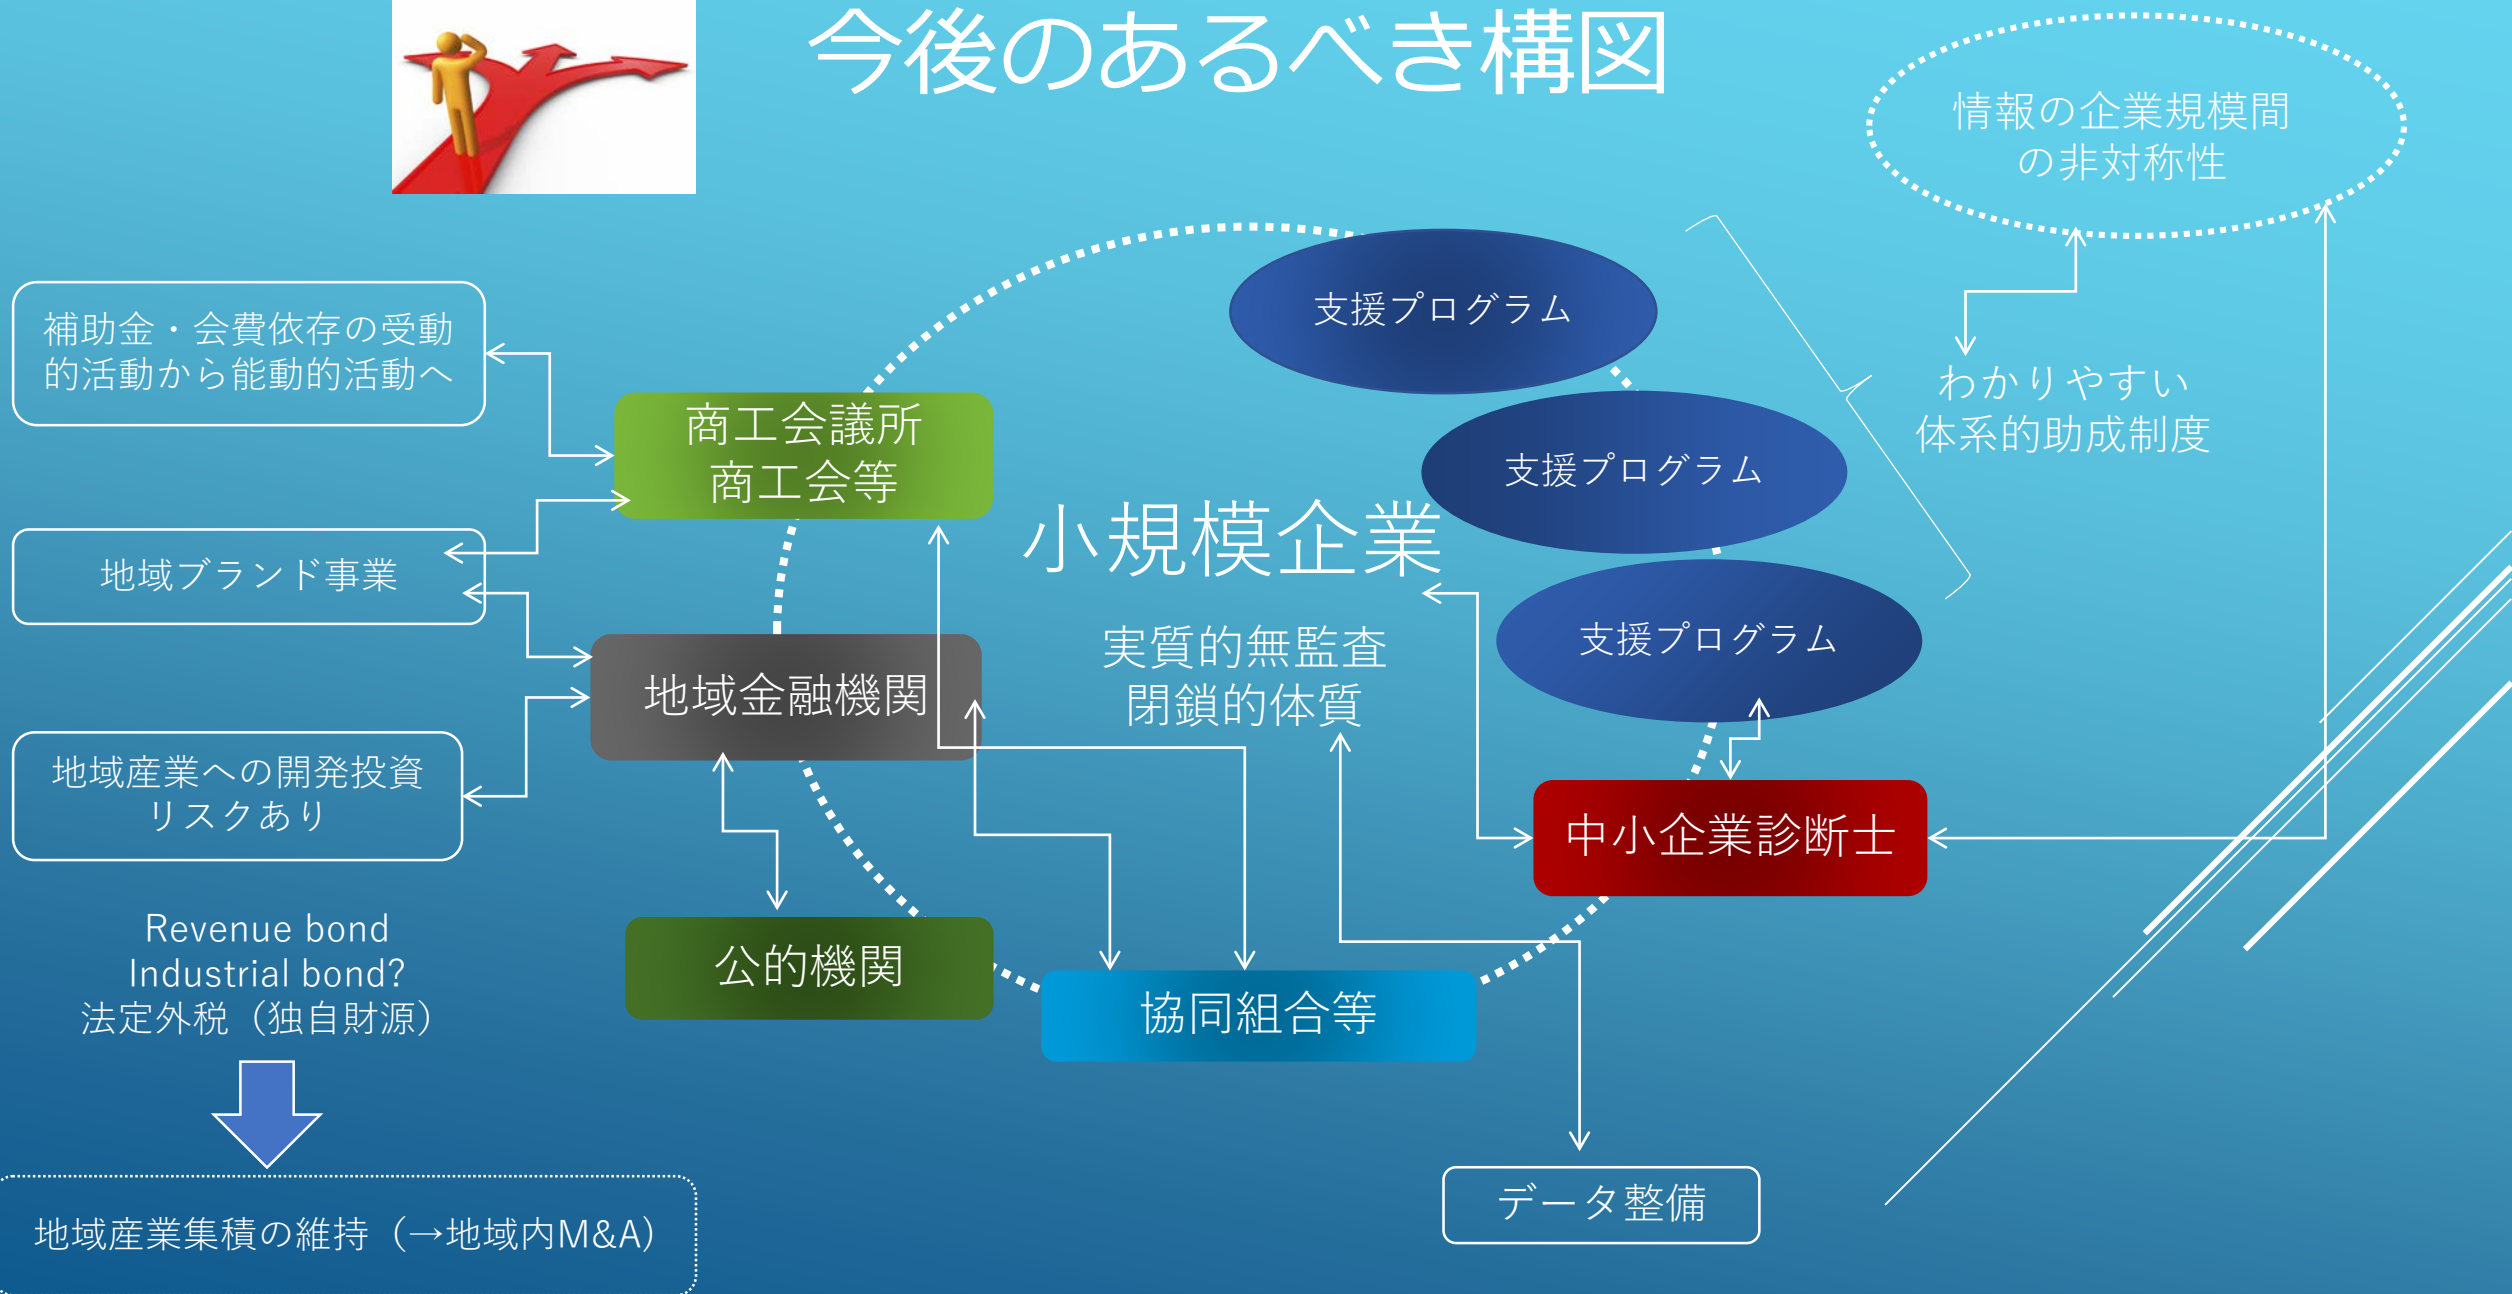 今後のあるべき構図
情報の企業規模間
の非対称性
支援プログラム
補助金・会費依存の受動
的活動から能動的活動へ
わかりやすい
体系的助成制度
商工会議所
商工会等
支援プログラム
小規模企業
地域ブランド事業
支援プログラム
実質的無監査
閉鎖的体質
地域金融機関
地域産業への開発投資
リスクあり
中小企業診断士
Revenue bond
Industrial bond?
法定外税（独自財源）
公的機関
協同組合等
データ整備
地域産業集積の維持（→地域内M&A）